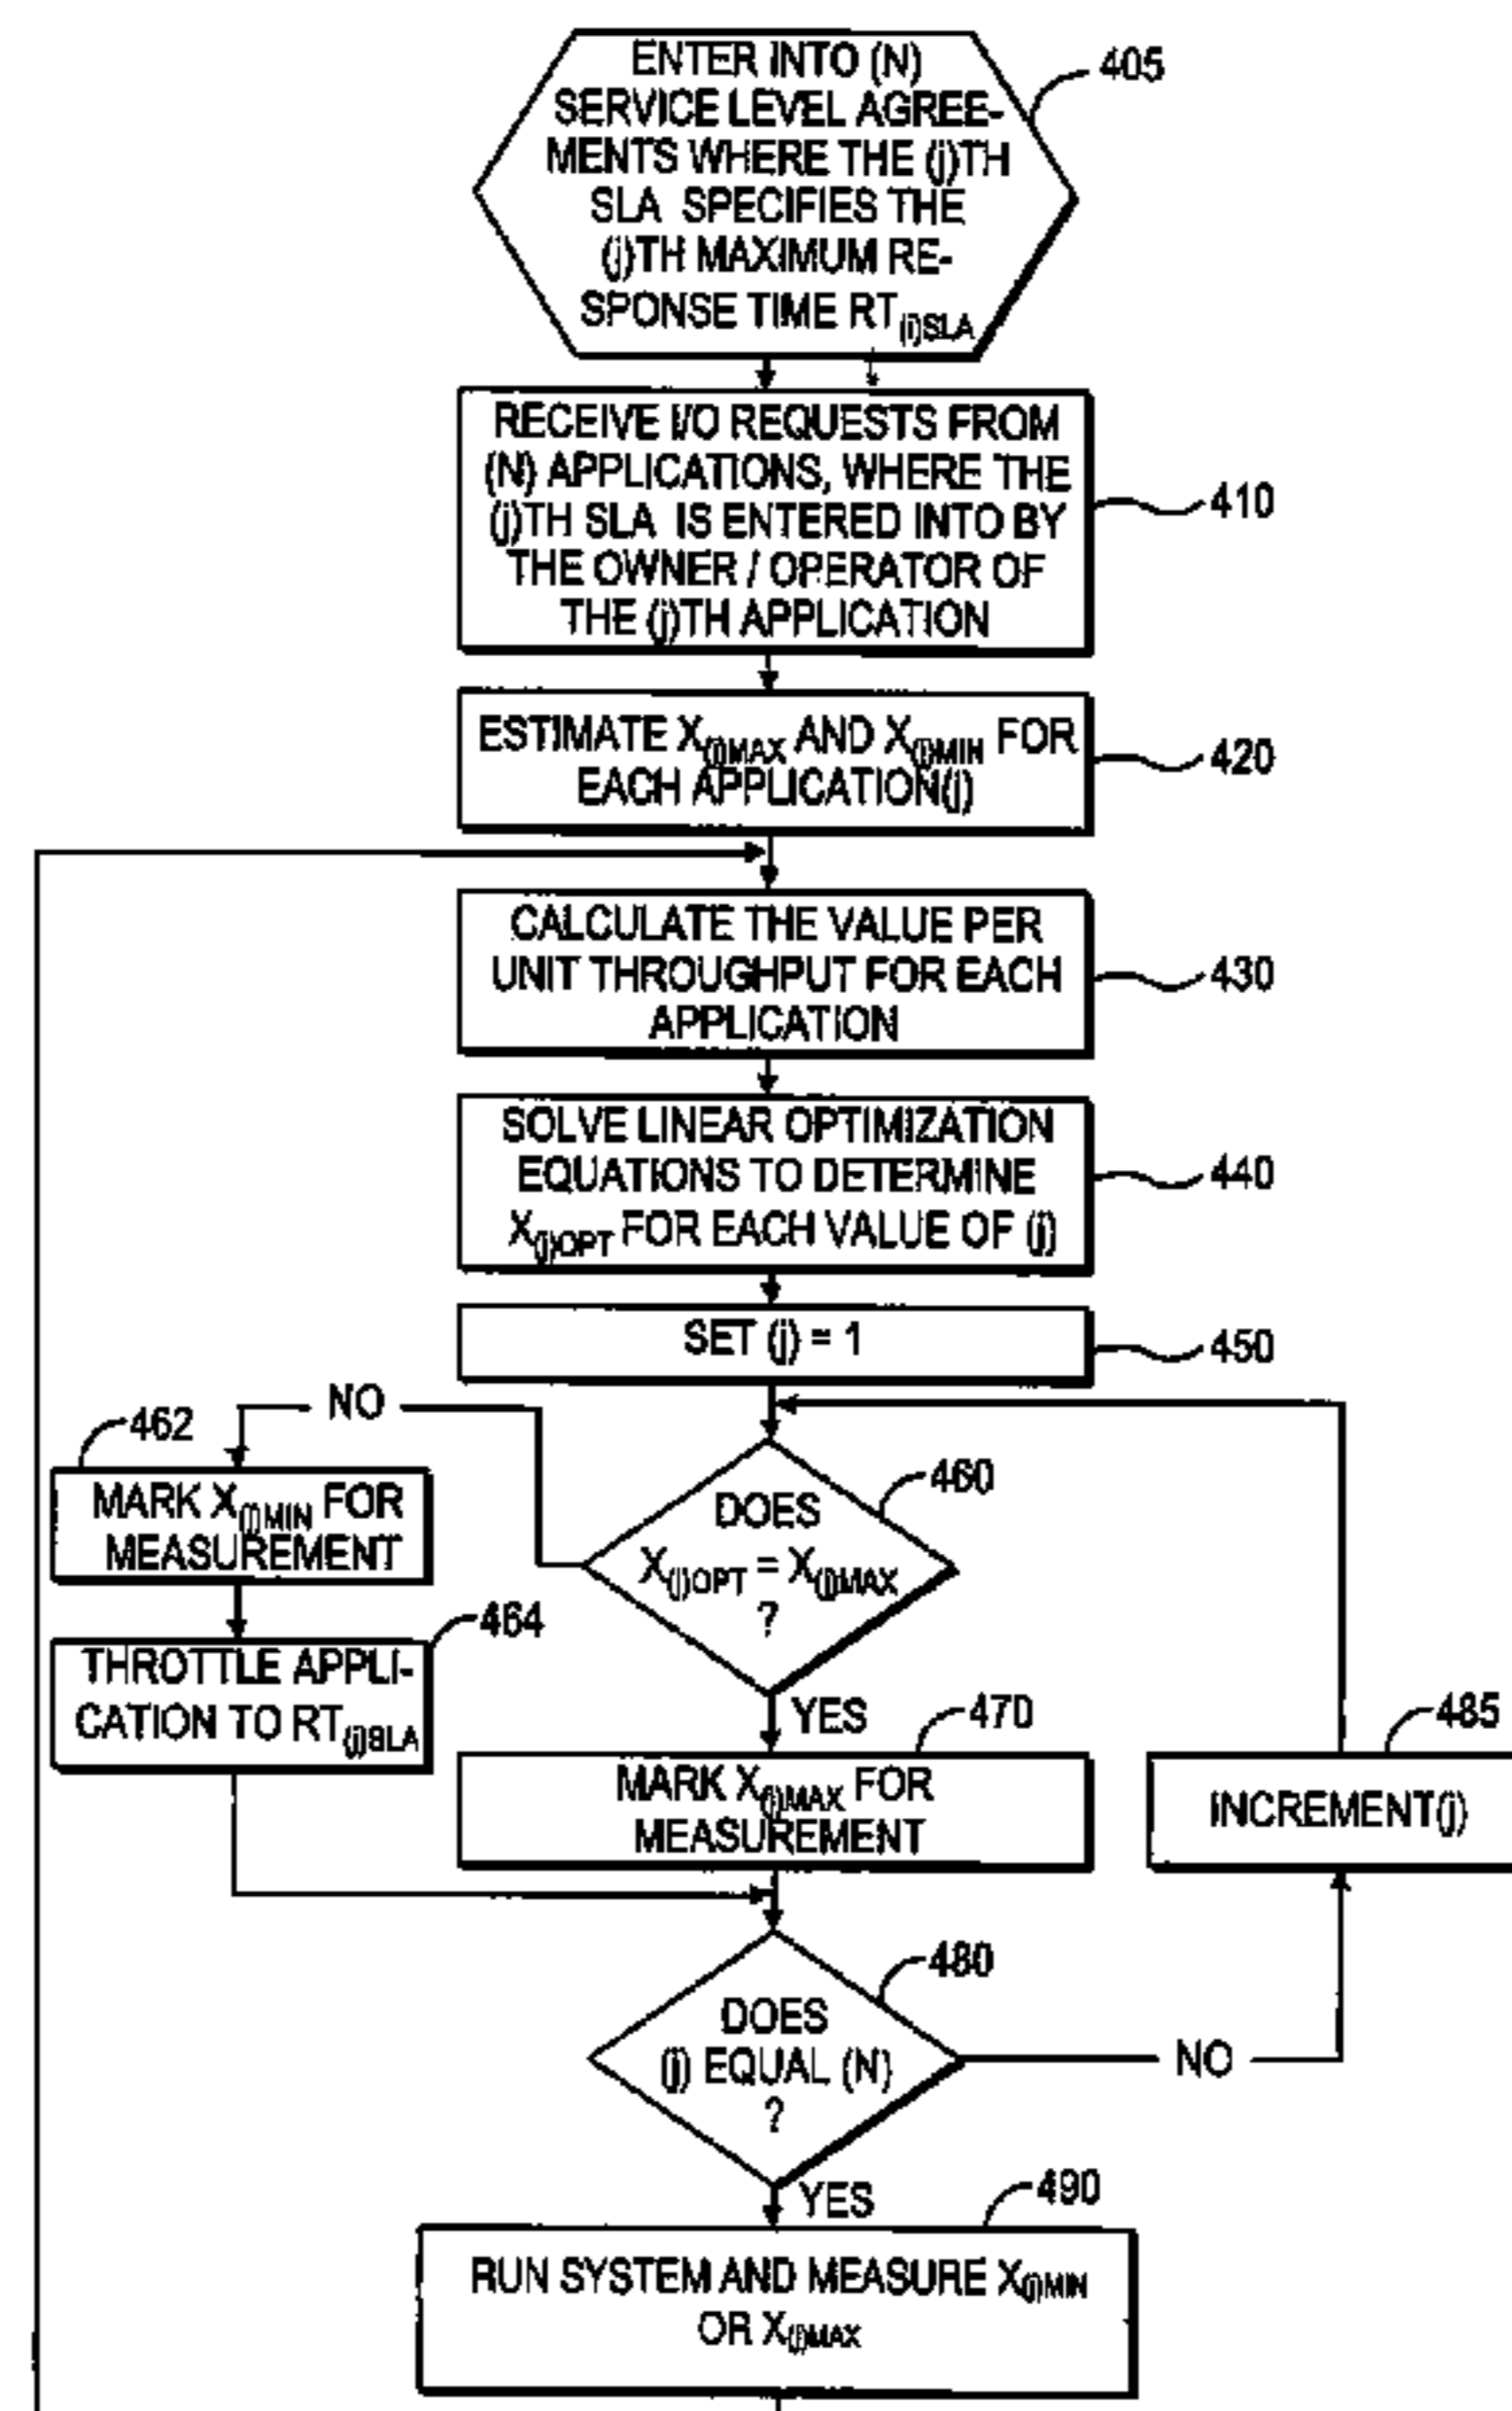 ENTER INTO (N)
SERVICE LEVEL AGREE-
MENTS WHERE THE (j)TH
SLA SPECIFIES THE
(j)TH MAXIMUM RE-
SPONSE TIME RT(j)SLA
405
RECEIVE I/O REQUESTS FROM
(N) APPLICATIONS, WHERE THE
(j)TH SLA IS ENTERED INTO BY
THE OWNER / OPERATOR OF
THE (j)TH APPLICATION
410
ESTIMATE X(j)MAX AND X(j)MIN FOR
EACH APPLICATION(j)
420
CALCULATE THE VALUE PER
UNIT THROUGHPUT FOR EACH
APPLICATION
430
SOLVE LINEAR OPTIMIZATION
EQUATIONS TO DETERMINE
X(j)OPT FOR EACH VALUE OF (j)
440
SET (j) = 1
450
NO
462
MARK X(j)MIN FOR
MEASUREMENT
460
DOES
X(j)OPT = X(j)MAX
?
464
THROTTLE APPLI-
CATION TO RT(j)SLA
YES
470
MARK X(j)MAX FOR
MEASUREMENT
485
INCREMENT(j)
480
DOES
(j) EQUAL (N)
?
NO
YES
490
RUN SYSTEM AND MEASURE X(j)MIN
OR X(j)MAX